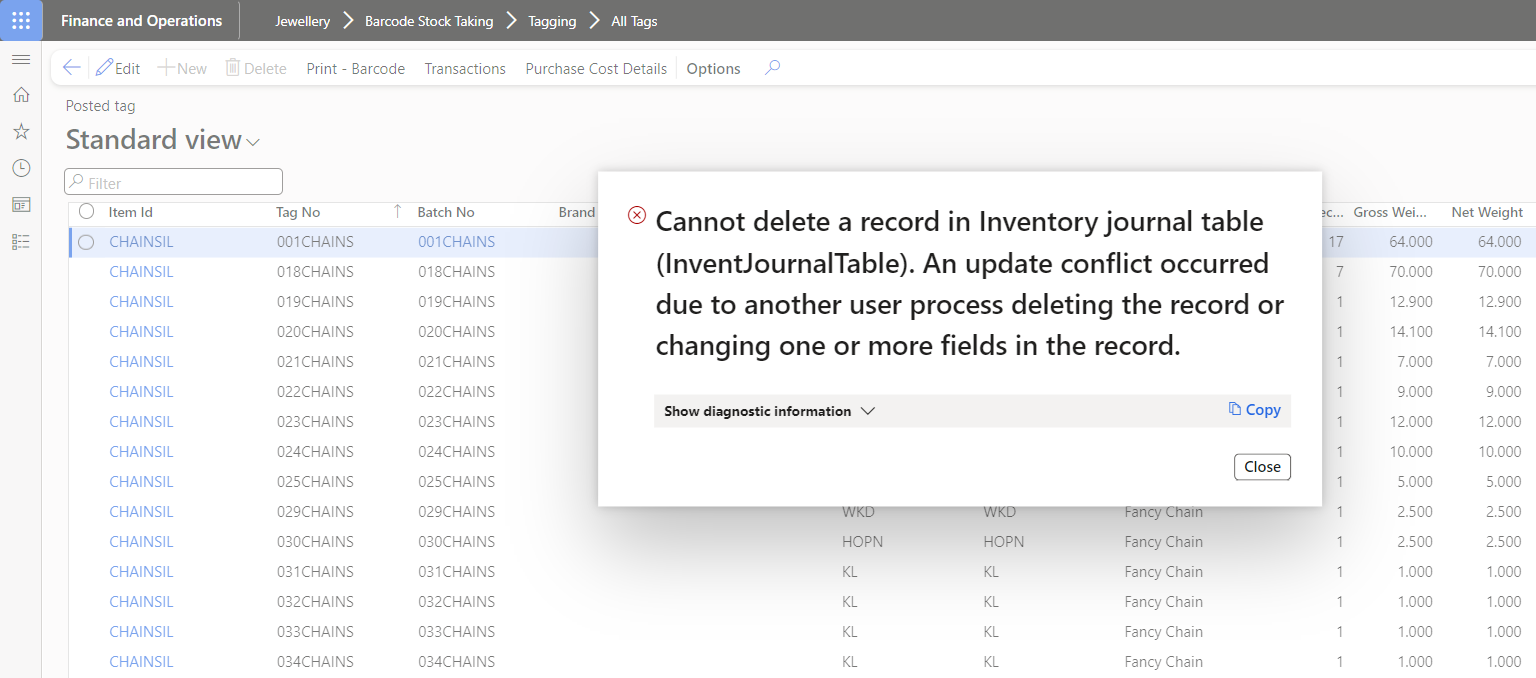 Finance and Operations
Jewellery > Barcode Stock Taking > Tagging > All Tags
Edit New Delete Print - Barcode Transactions Purchase Cost Details Options
Posted tag
Standard view
Filter
Item Id Tag No Batch No Brand ec... Gross Wei... Net Weight
CHAINSIL 001CHAINS 001CHAINS 17 64.000 64.000
CHAINSIL 018CHAINS 018CHAINS 7 70.000 70.000
CHAINSIL 019CHAINS 019CHAINS 1 12.900 12.900
CHAINSIL 020CHAINS 020CHAINS 1 14.100 14.100
CHAINSIL 021CHAINS 021CHAINS 1 7.000 7.000
CHAINSIL 022CHAINS 022CHAINS 1 9.000 9.000
CHAINSIL 023CHAINS 023CHAINS 1 12.000 12.000
CHAINSIL 024CHAINS 024CHAINS 1 10.000 10.000
CHAINSIL 025CHAINS 025CHAINS 1 5.000 5.000
CHAINSIL 029CHAINS 029CHAINS WKD WKD Fancy Chain 1 2.500 2.500
CHAINSIL 030CHAINS 030CHAINS HOPN HOPN Fancy Chain 1 2.500 2.500
CHAINSIL 031CHAINS 031CHAINS KL KL Fancy Chain 1 1.000 1.000
CHAINSIL 032CHAINS 032CHAINS KL KL Fancy Chain 1 1.000 1.000
CHAINSIL 033CHAINS 033CHAINS KL KL Fancy Chain 1 1.000 1.000
CHAINSIL 034CHAINS 034CHAINS KL KL Fancy Chain 1 1.000 1.000
Cannot delete a record in Inventory journal table
(InventJournalTable). An update conflict occurred
due to another user process deleting the record or
changing one or more fields in the record.
Show diagnostic information Copy
Close